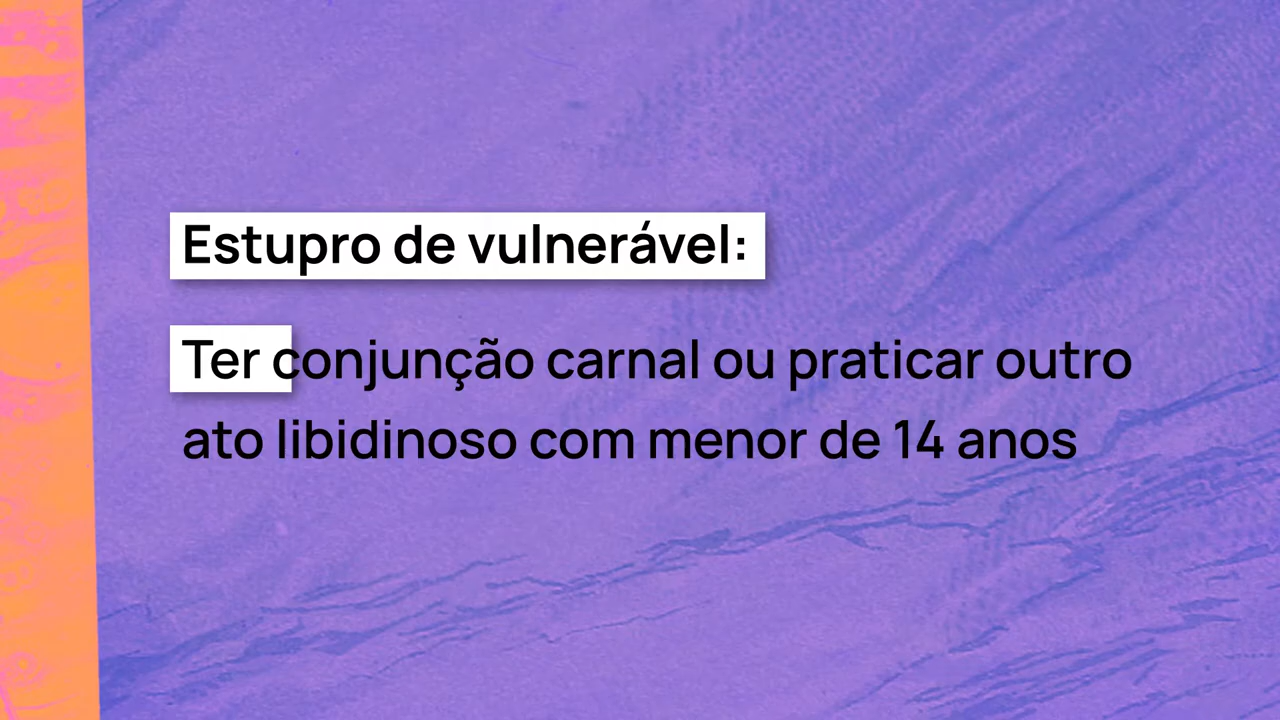 Estupro de vulnerável:
Ter conjunção carnal ou praticar outro
ato libidinoso com menor de 14 anos